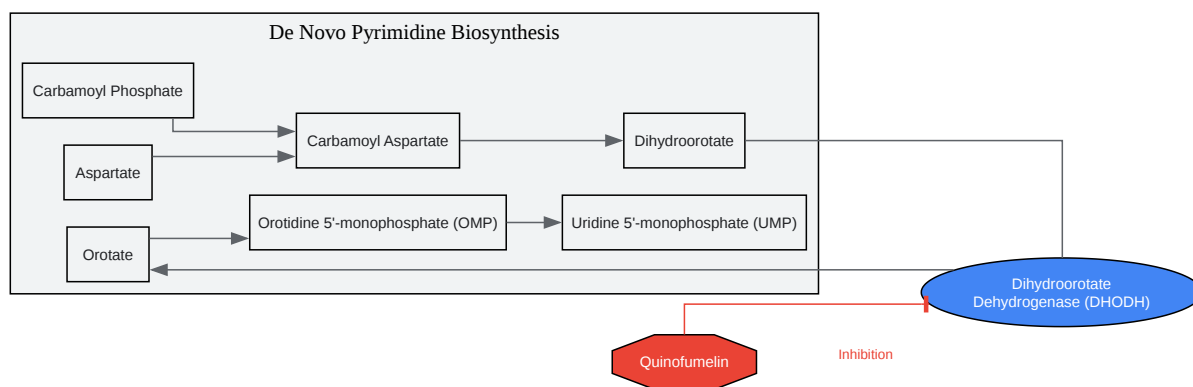 De Novo Pyrimidine Biosynthesis
Carbamoyl Phosphate
Carbamoyl Aspartate
Dihydroorotate
Aspartate
Orotidine 5'-monophosphate (OMP)
Uridine 5'-monophosphate (UMP)
Orotate
Dihydroorotate
Dehydrogenase (DHODH)
Quinofumelin
Inhibition